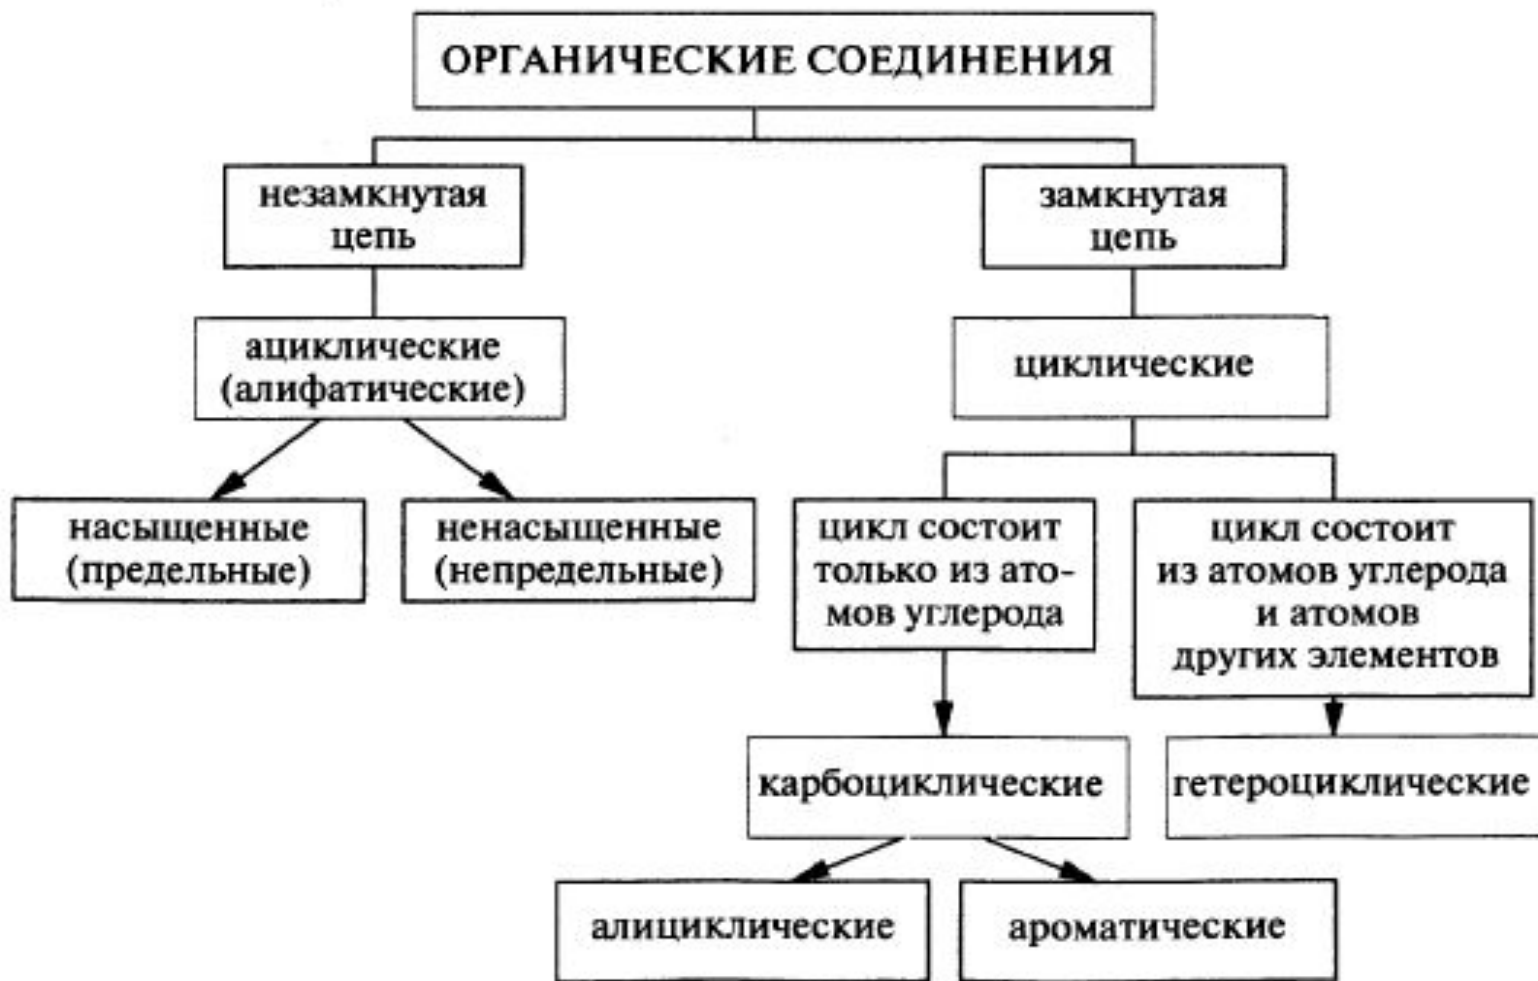 ОРГАНИЧЕСКИЕ СОЕДИНЕНИЯ
незамкнутая
цепь
замкнутая
цепь
ациклические
(алифатические)
циклические
насыщенные
(предельные)
ненасыщенные
(непредельные)
цикл состоит
только из ато-
мов углерода
цикл состоит
из атомов углерода
и атомов
других элементов
карбоциклические
гетероциклические
алициклические
ароматические